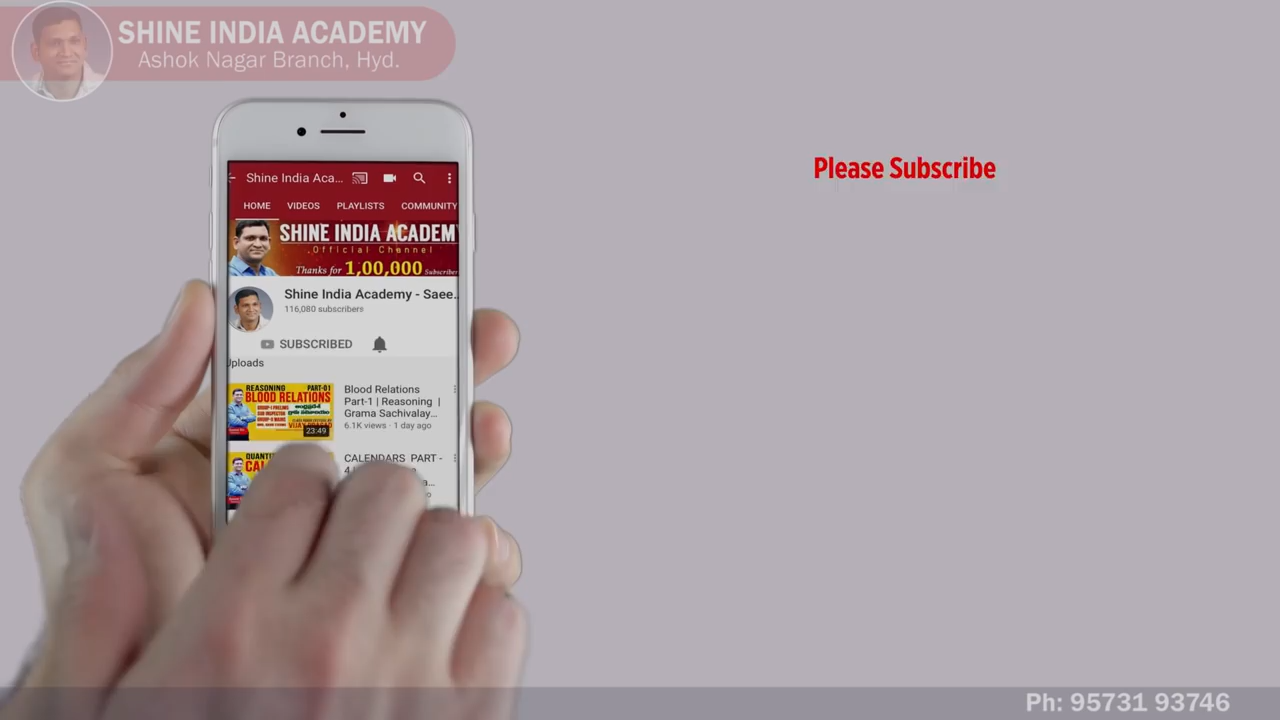 SHINE INDIA ACADEMY
Ashok Nagar Branch, Hyd.
Please Subscribe
Shine India Aca...
HOME VIDEOS PLAYLISTS COMMUNITY
SHINE INDIA ACADEMY
Official Channel
Thanks for 1,00,000 Subscriber
Shine India Academy - Saee..
116,080 subscribers
SUBSCRIBED
Uploads
REASONING PART-01
BLOOD RELATIONS
23:49
Blood Relations
Part-1 | Reasoning |
Grama Sachivalay...
6.1K views · 1 day ago
CALENDARS PART -
Ph: 95731 93746